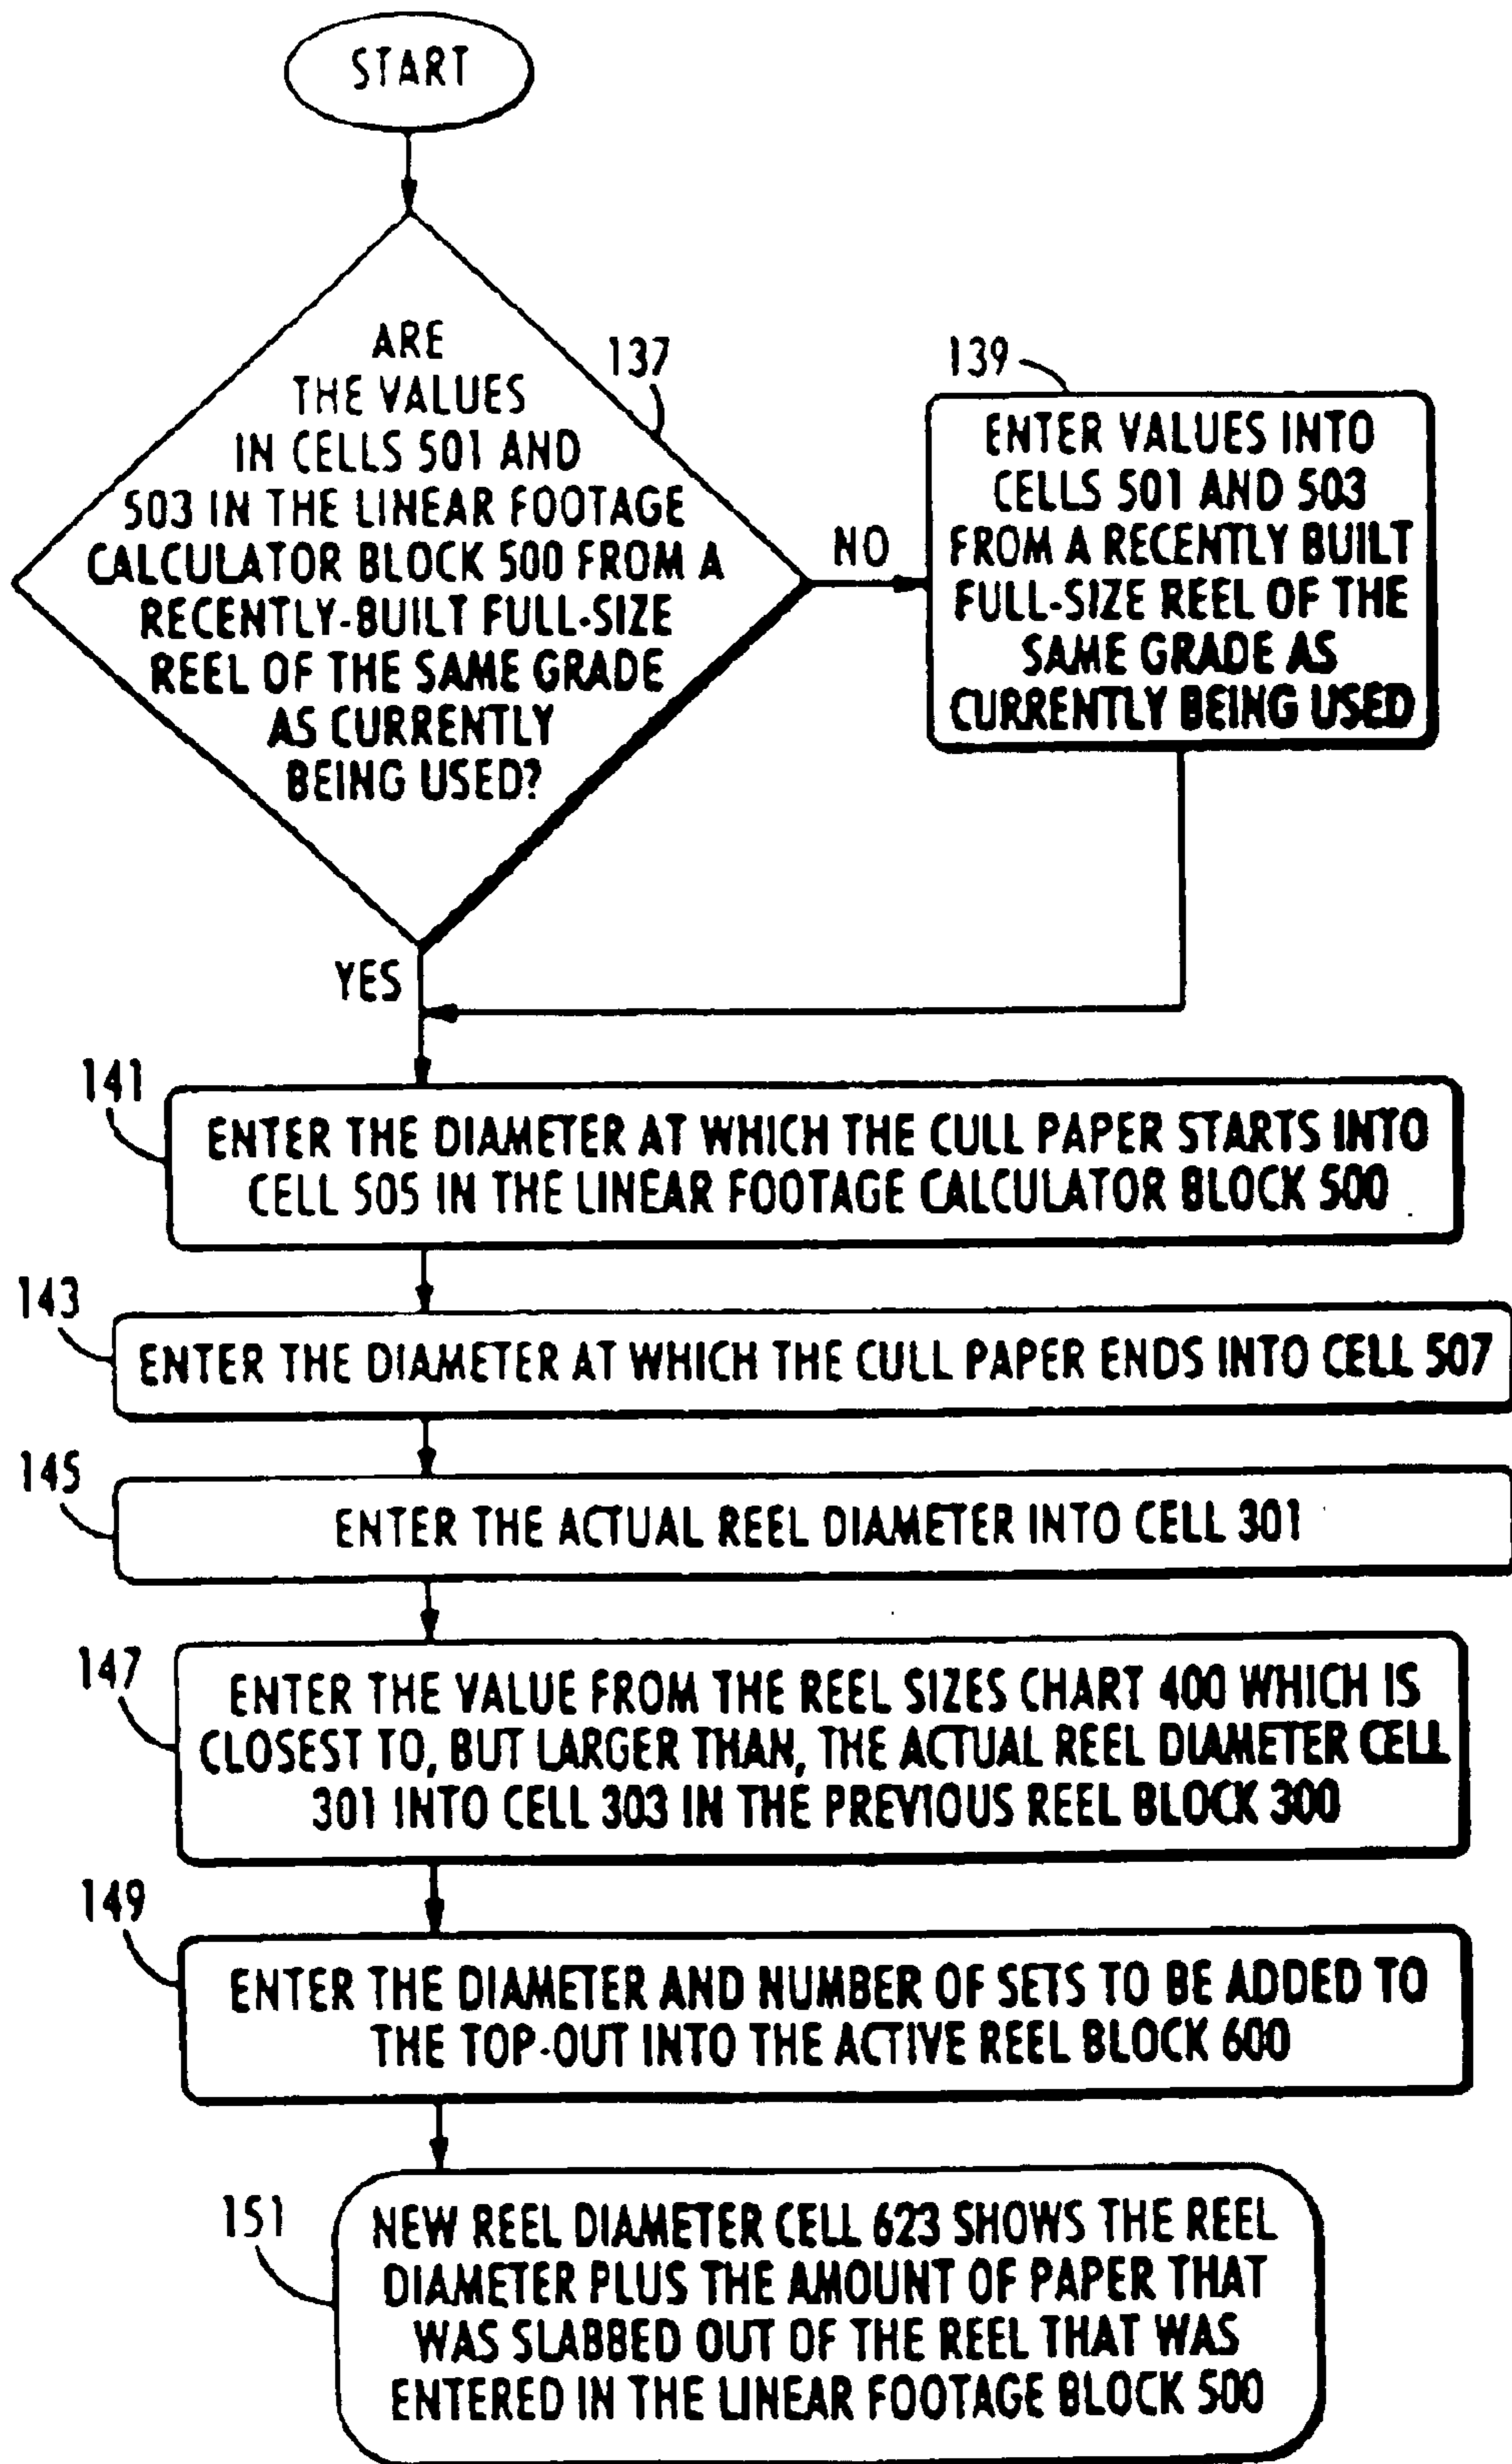 START
ARE
THE VALUES
IN CELLS 501 AND
503 IN THE LINEAR FOOTAGE
CALCULATOR BLOCK 500 FROM A
RECENTLY-BUILT FULL-SIZE
REEL OF THE SAME GRADE
AS CURRENTLY
BEING USED?
137
NO
139
ENTER VALUES INTO
CELLS 501 AND 503
FROM A RECENTLY BUILT
FULL-SIZE REEL OF THE
SAME GRADE AS
CURRENTLY BEING USED
YES
141
ENTER THE DIAMETER AT WHICH THE CULL PAPER STARTS INTO
CELL 505 IN THE LINEAR FOOTAGE CALCULATOR BLOCK 500
143
ENTER THE DIAMETER AT WHICH THE CULL PAPER ENDS INTO CELL 507
145
ENTER THE ACTUAL REEL DIAMETER INTO CELL 301
147
ENTER THE VALUE FROM THE REEL SIZES CHART 400 WHICH IS
CLOSEST TO, BUT LARGER THAN, THE ACTUAL REEL DIAMETER CELL
301 INTO CELL 303 IN THE PREVIOUS REEL BLOCK 300
149
ENTER THE DIAMETER AND NUMBER OF SETS TO BE ADDED TO
THE TOP-OUT INTO THE ACTIVE REEL BLOCK 600
151
NEW REEL DIAMETER CELL 623 SHOWS THE REEL
DIAMETER PLUS THE AMOUNT OF PAPER THAT
WAS SLABBED OUT OF THE REEL THAT WAS
ENTERED IN THE LINEAR FOOTAGE BLOCK 500